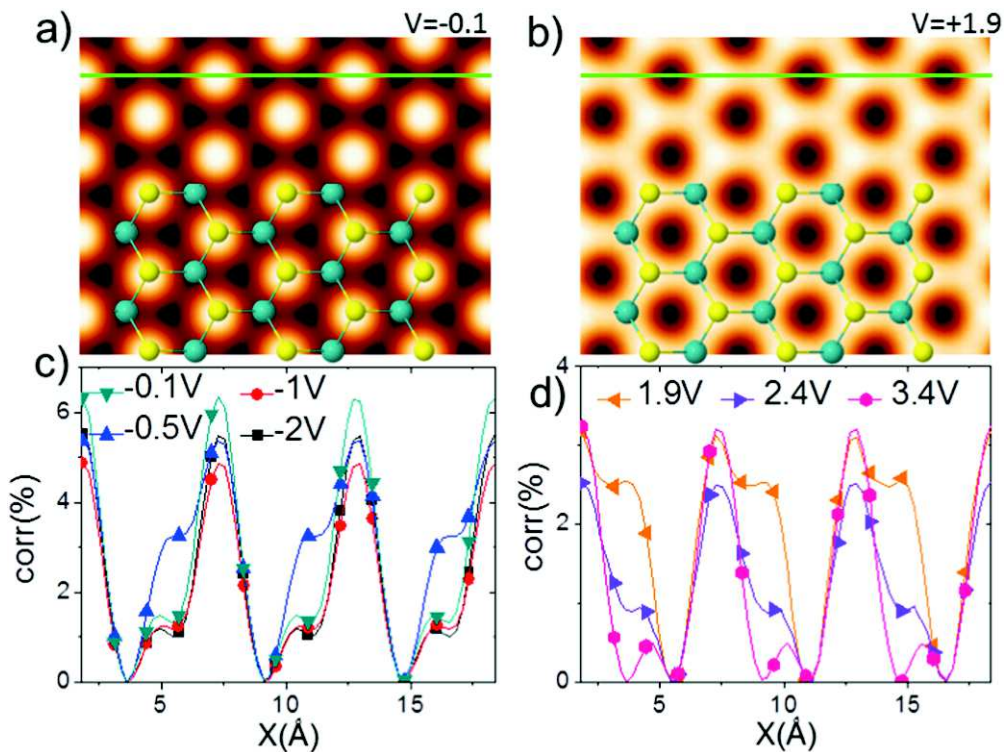 a)
V=-0.1
b)
V=+1.9
c)
-0.1V
-1V
-0.5V
-2V
6
4
2
0
corr(%)
5
10
15
X(Å)
d)
1.9V
2.4V
3.4V
4
2
0
corr(%)
5
10
15
X(Å)